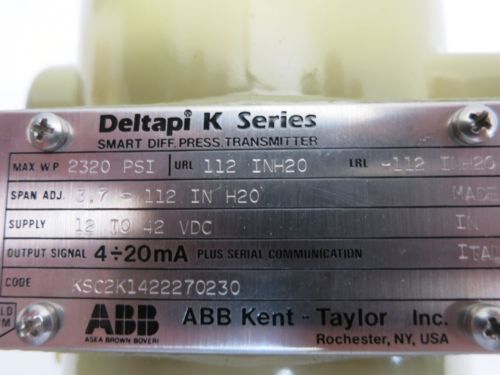 Deltapi K Series
SMART DIFF. PRESS. TRANSMITTER
MAX W P 2320 PSI URL 112 INH20 LRL -112 INH20
SPAN ADJ. 3,7 - 112 IN H20 MADE
SUPPLY 12 TO 42 VDC IN
OUTPUT SIGNAL 4÷20mA PLUS SERIAL COMMUNICATION ITAL
CODE KSC2K1422270230
ABB ABB Kent - Taylor Inc.
ASEA BROWN BOVERI Rochester, NY, USA